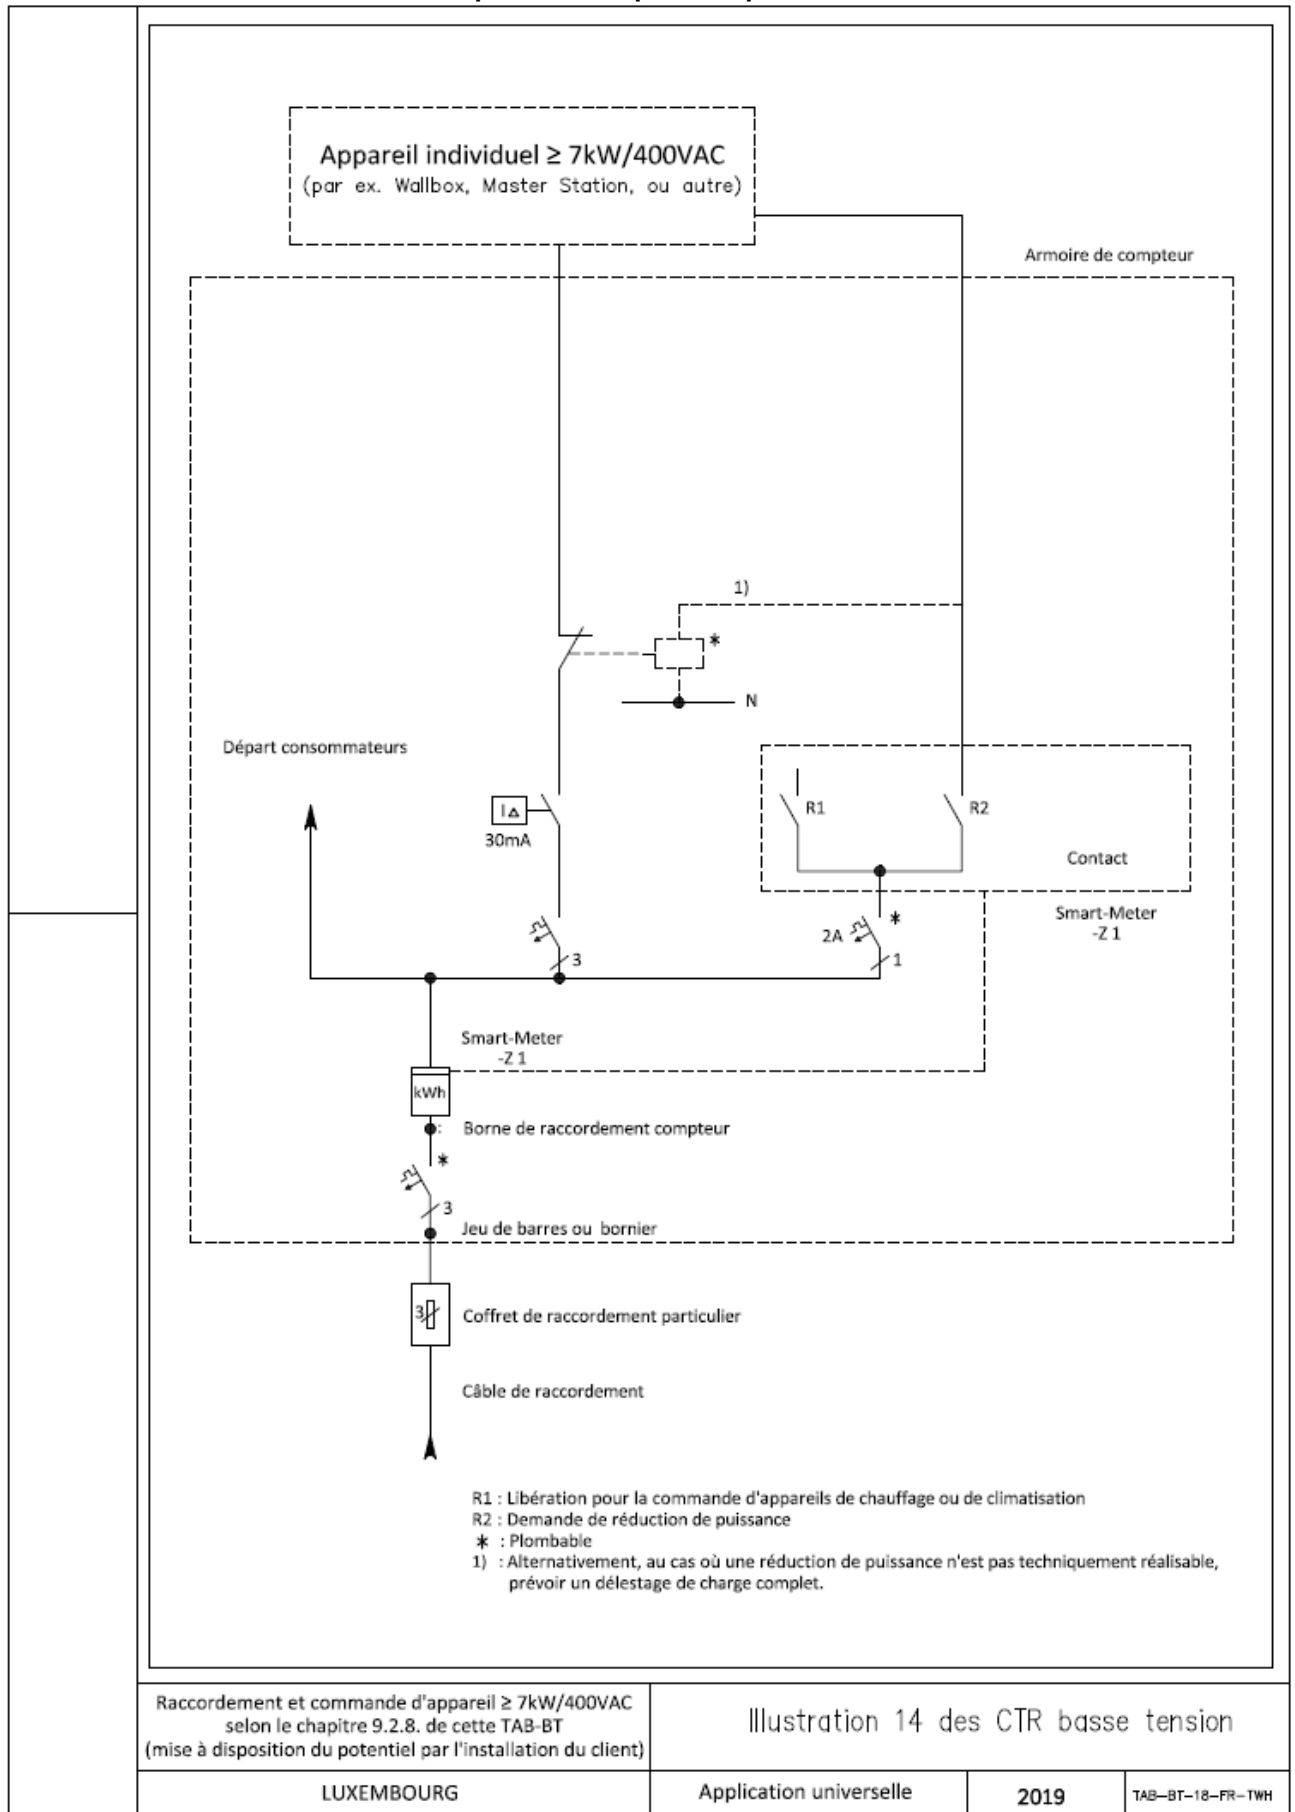 Appareil individuel ≥ 7kW/400VAC
(par ex. Wallbox, Master Station, ou autre)
Armoire de compteur
1)
*
N
Départ consommateurs
R1
R2
I∆
30mA
Contact
Smart-Meter
-Z 1
*
2A
3
1
Smart-Meter
-Z 1
kWh
Borne de raccordement compteur
*
3
Jeu de barres ou bornier
3
Coffret de raccordement particulier
Câble de raccordement
R1 : Libération pour la commande d'appareils de chauffage ou de climatisation
R2 : Demande de réduction de puissance
* : Plombable
1) : Alternativement, au cas où une réduction de puissance n'est pas techniquement réalisable,
prévoir un délestage de charge complet.
Raccordement et commande d'appareil ≥ 7kW/400VAC
selon le chapitre 9.2.8. de cette TAB-BT
(mise à disposition du potentiel par l'installation du client)
Illustration 14 des CTR basse tension
LUXEMBOURG
Application universelle
2019
TAB-BT-18-FR-TWH